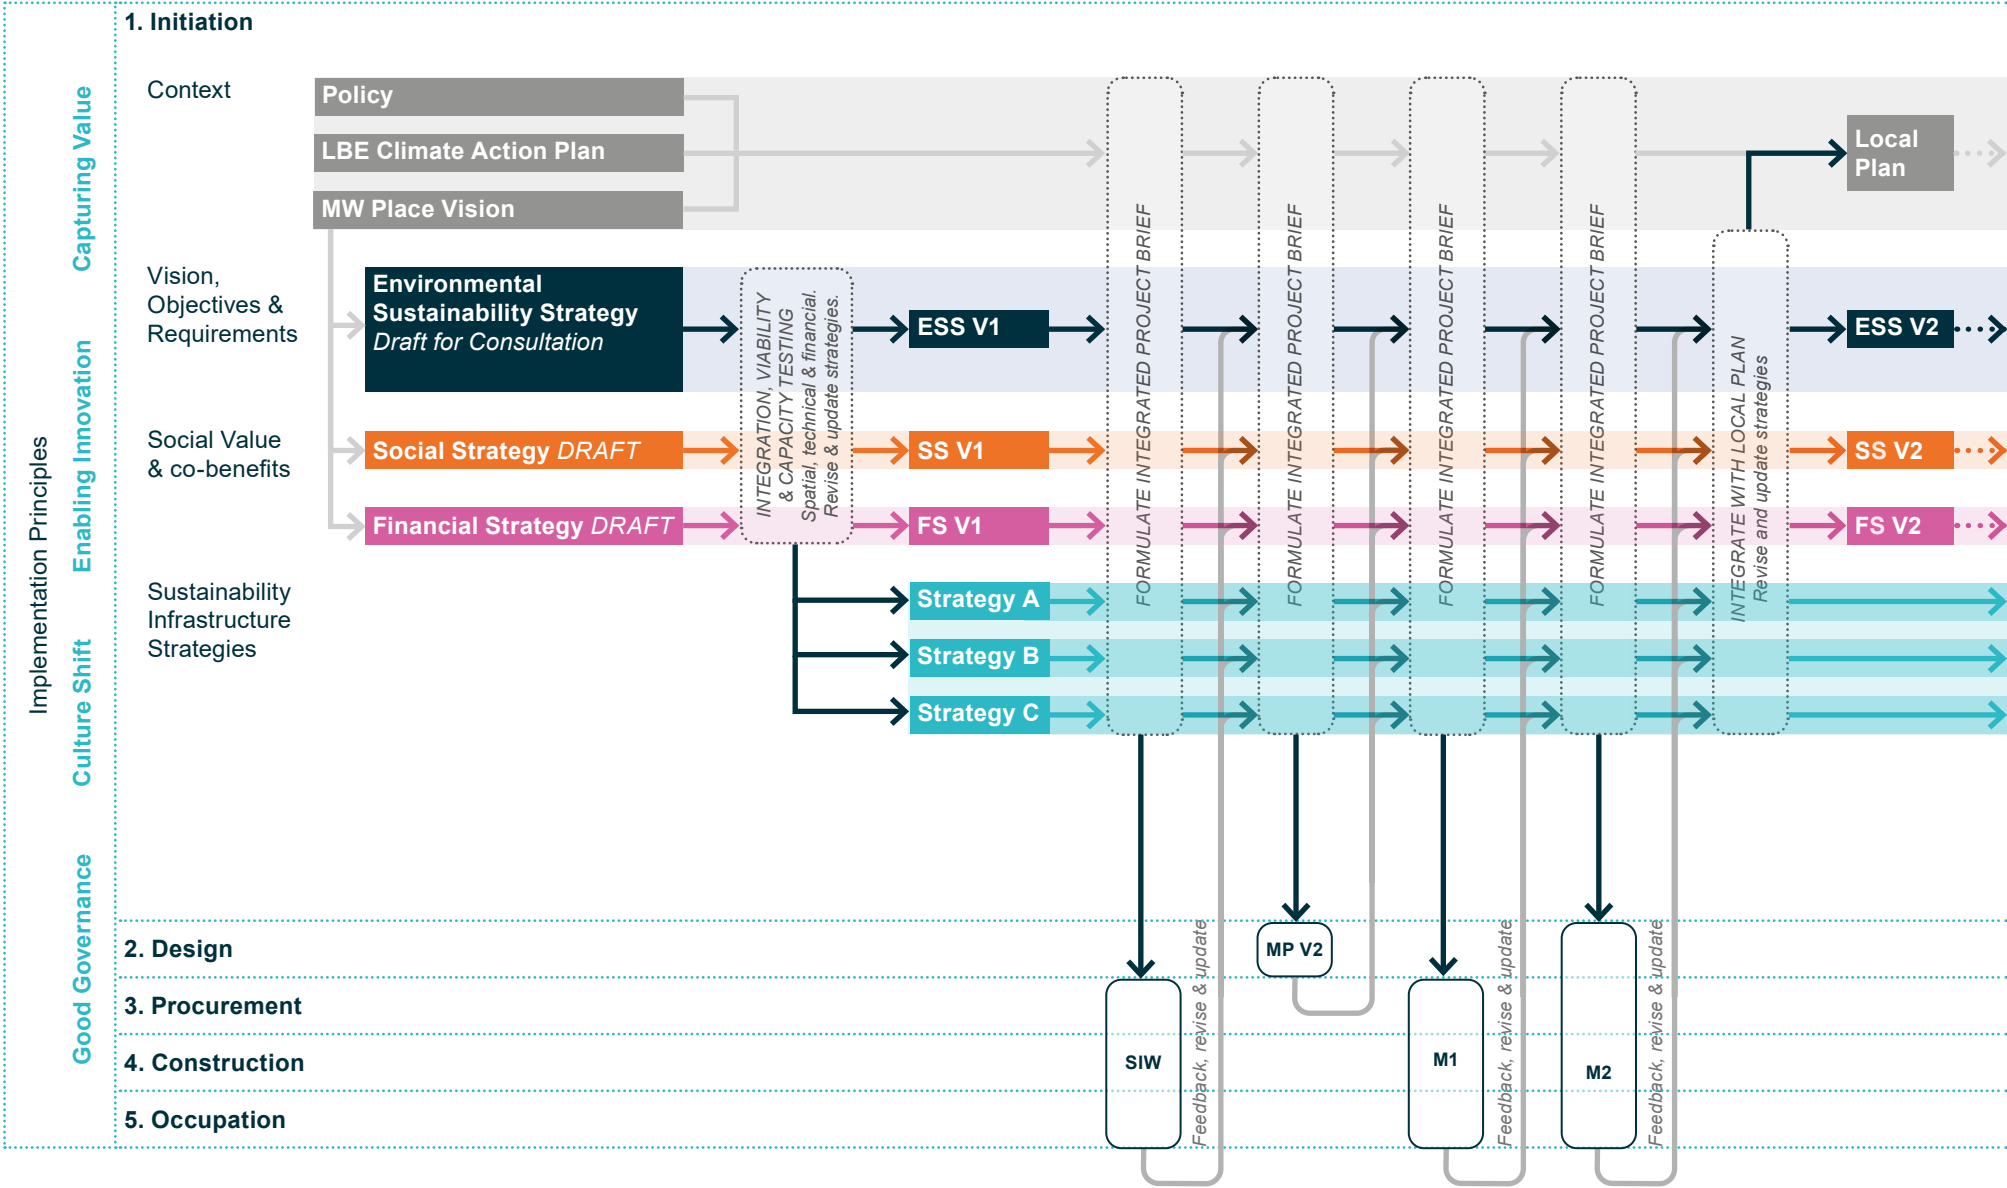 1. Initiation
Implementation Principles
Capturing Value
Enabling Innovation
Culture Shift
Good Governance
Context
Policy
LBE Climate Action Plan
MW Place Vision
Local
Plan
Vision,
Objectives &
Requirements
Environmental
Sustainability Strategy
Draft for Consultation
INTEGRATION, VIABILITY
& CAPACITY TESTING
Spatial, technical & financial.
Revise & update strategies.
ESS V1
FORMULATE INTEGRATED PROJECT BRIEF
FORMULATE INTEGRATED PROJECT BRIEF
FORMULATE INTEGRATED PROJECT BRIEF
FORMULATE INTEGRATED PROJECT BRIEF
INTEGRATE WITH LOCAL PLAN
Revise and update strategies
ESS V2
Social Value
& co-benefits
Social Strategy DRAFT
SS V1
SS V2
Financial Strategy DRAFT
FS V1
FS V2
Sustainability
Infrastructure
Strategies
Strategy A
Strategy B
Strategy C
2. Design
3. Procurement
4. Construction
5. Occupation
SIW
Feedback, revise & update
MP V2
M1
Feedback, revise & update
M2
Feedback, revise & update